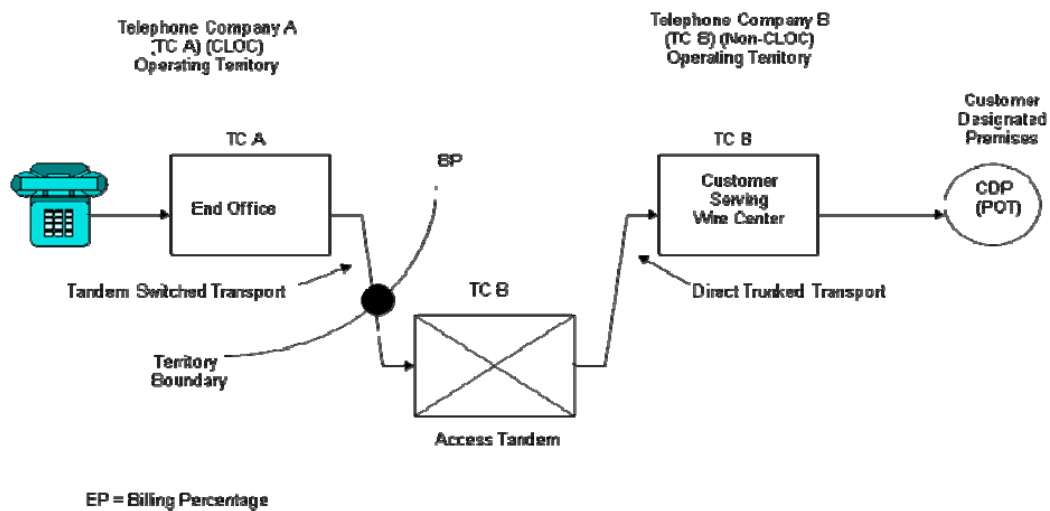 Telephone Company A
(TC A) (CLOC)
Operating Territory
Telephone Company B
(TC B) (Non-CLOC)
Operating Territory
Customer
Designated
Premises
TC A
BP
TC B
End Office
Customer
Serving
Wire Center
CDP
(POT)
Tandem Switched Transport
TC B
Direct Trunked Transport
Territory
Boundary
Access Tandem
BP = Billing Percentage